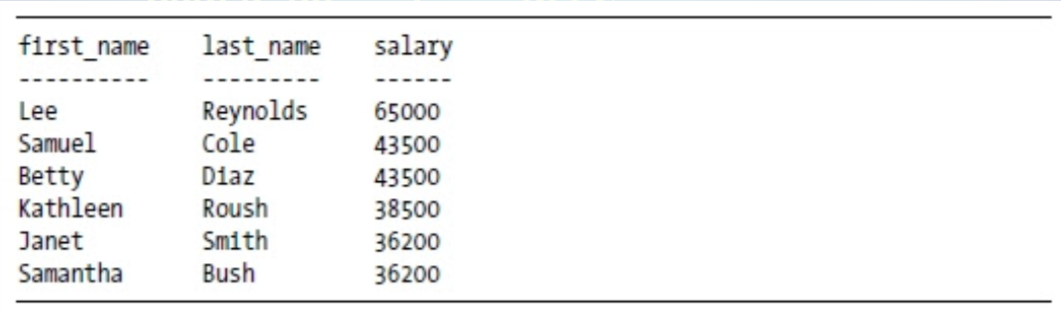 first_name last_name salary
---------- --------- ------
Lee Reynolds 65000
Samuel Cole 43500
Betty Diaz 43500
Kathleen Roush 38500
Janet Smith 36200
Samantha Bush 36200